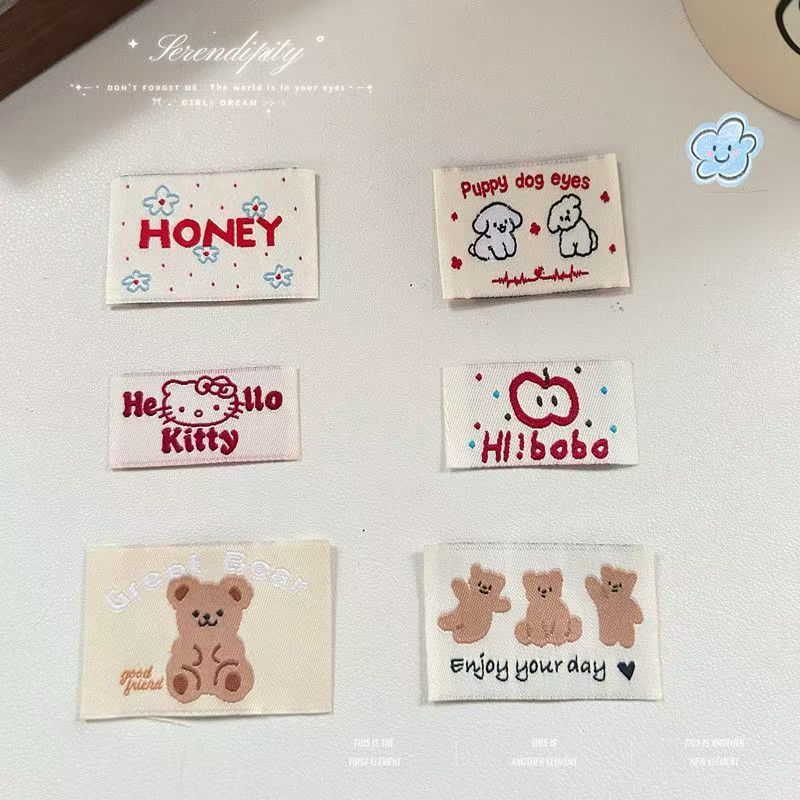 Serendipity
DON'T FORGET ME The world is in your eyes
GIRL: DREAM >>
HONEY
Puppy dog eyes
Hello
Kitty
HI!bobo
Great Bear
good
friend
Enjoy your day
THIS IS THE
FIRST ELEMENT
THIS IS
ANOTHER ELEMENT
THIS IS ANOTHER
NEW ELEMENT